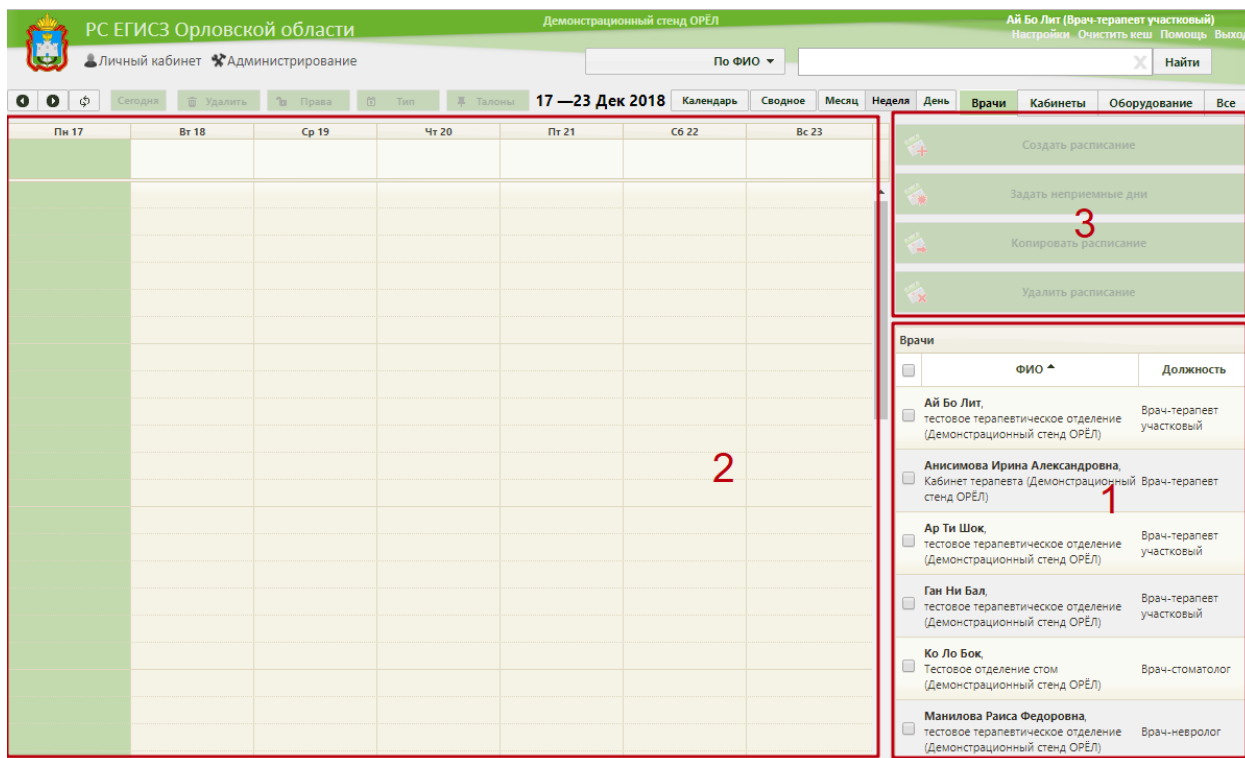 Демонстрационный стенд ОРЁЛ
Ай Бо Лит (Врач-терапевт участковый)
РС ЕГИСЗ Орловской области
Настройки Очистить кеш Помощь Выход
Личный кабинет Администрирование
По ФИО
X Найти
Сегодня Удалить Права Тип Талоны 17 —23 Дек 2018 Календарь Сводное Месяц Неделя День Врачи Кабинеты Оборудование Все
Пн 17 Вт 18 Ср 19 Чт 20 Пт 21 Сб 22 Вс 23
2
Создать расписание
Задать неприемные дни
3
Копировать расписание
Удалить расписание
Врачи
ФИО Должность
Ай Бо Лит,
тестовое терапевтическое отделение
(Демонстрационный стенд ОРЁЛ)
Врач-терапевт
участковый
Анисимова Ирина Александровна,
Кабинет терапевта (Демонстрационный
стенд ОРЁЛ)
Врач-терапевт
1
Ар Ти Шок,
тестовое терапевтическое отделение
(Демонстрационный стенд ОРЁЛ)
Врач-терапевт
участковый
Ган Ни Бал,
тестовое терапевтическое отделение
(Демонстрационный стенд ОРЁЛ)
Врач-терапевт
участковый
Ко Ло Бок,
Тестовое отделение стом
(Демонстрационный стенд ОРЁЛ)
Врач-стоматолог
Манилова Раиса Федоровна,
тестовое терапевтическое отделение
(Демонстрационный стенд ОРЁЛ)
Врач-невролог